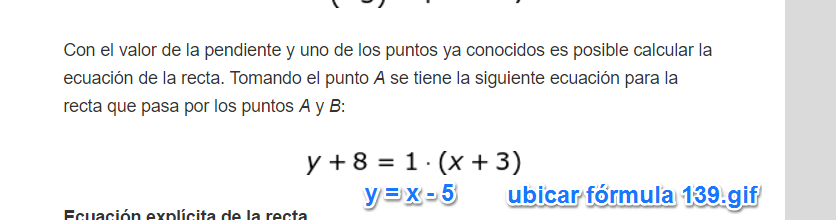 Con el valor de la pendiente y uno de los puntos ya conocidos es posible calcular la
ecuación de la recta. Tomando el punto A se tiene la siguiente ecuación para la
recta que pasa por los puntos A y B:
y + 8 = 1 · (x + 3)
y = x - 5 ubicar fórmula 139.gif
Ecuación explícita de la recta